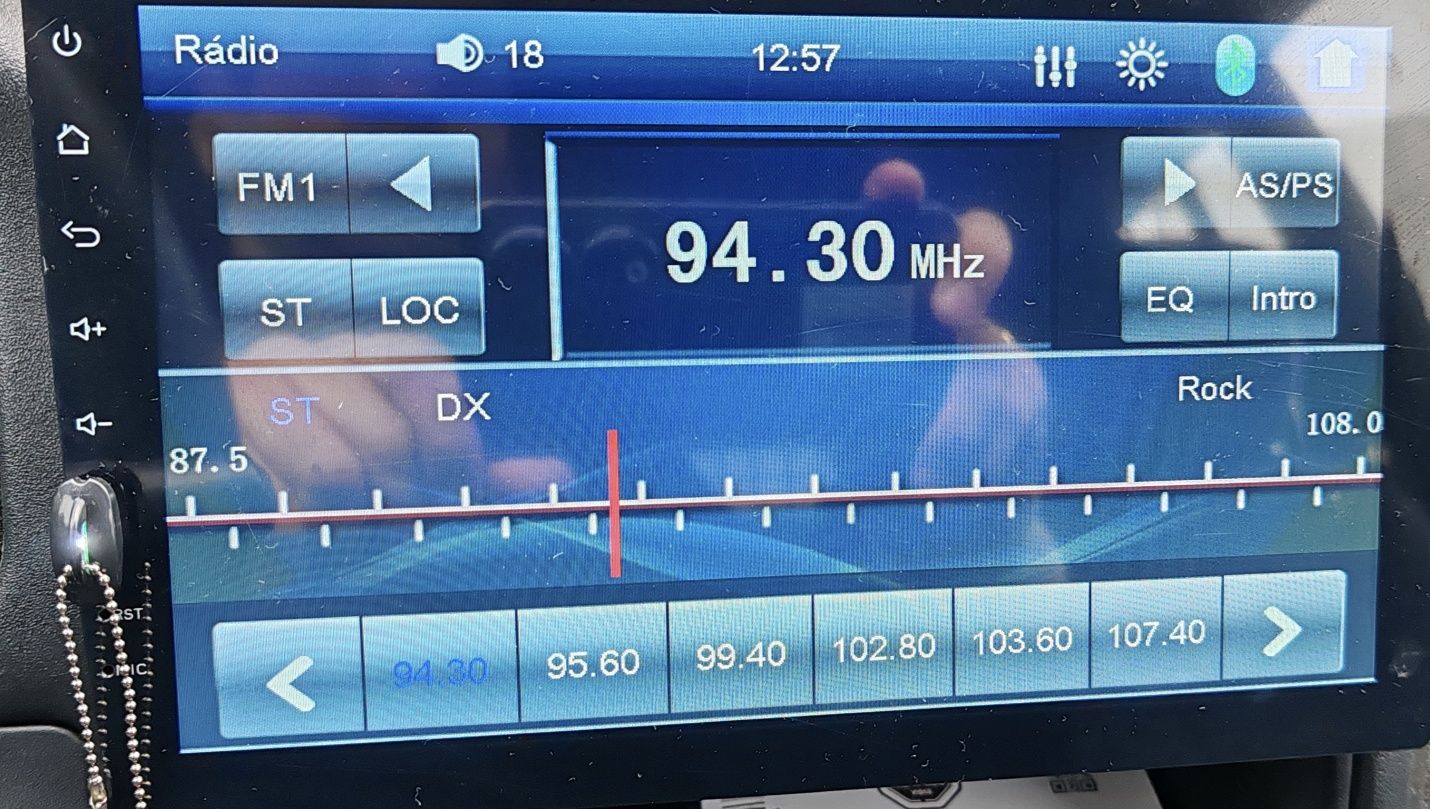 Rádio 18 12:57
FM1 AS/PS
94.30 MHz
ST LOC EQ Intro
ST DX Rock
87.5 108.0
94.30 95.60 99.40 102.80 103.60 107.40
RST
MIC